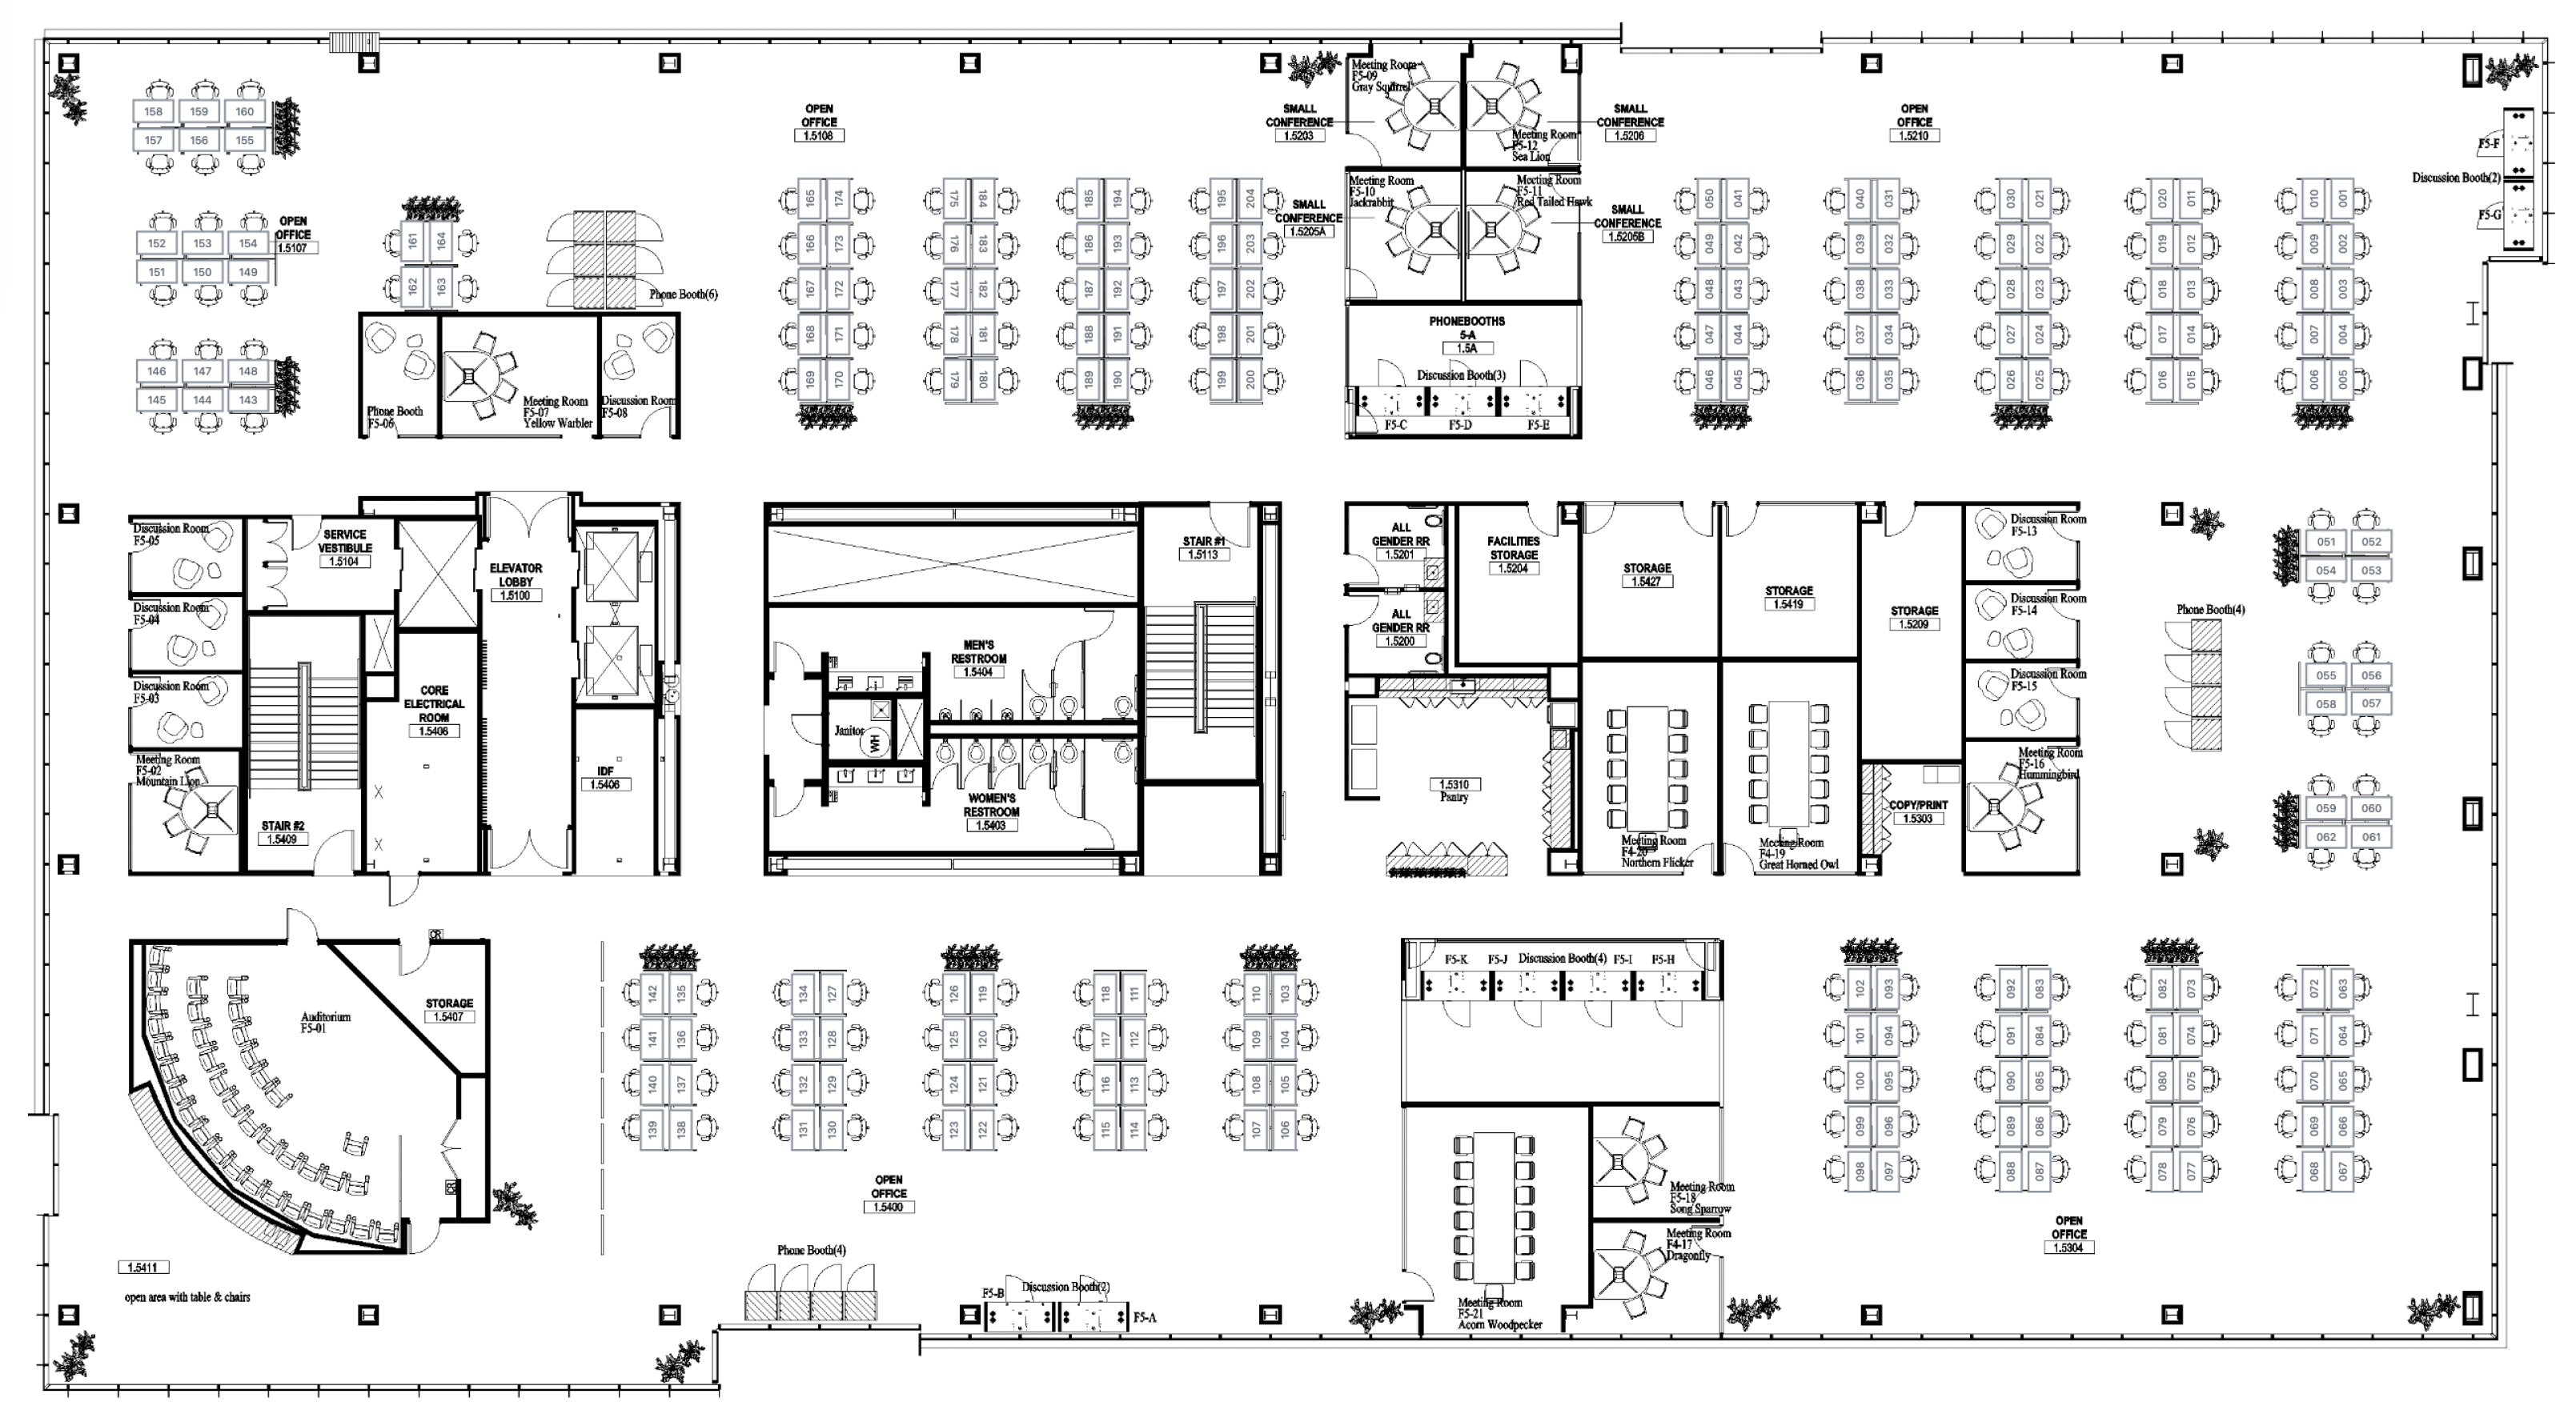 158 159 160
157 156 155
152 153 154
151 150 149
146 147 148
145 144 143
OPEN
OFFICE
1.5107
161 164
162 163
Phone Booth(6)
Phone Booth
F5-06
Meeting Room
F5-07
Yellow Warbler
Discussion Room
F5-08
OPEN
OFFICE
1.5108
165 174
166 173
167 172
168 171
169 170
175 184
176 183
177 182
178 181
179 180
185 194
186 193
187 192
188 191
189 190
195 204
196 203
197 202
198 201
199 200
SMALL
CONFERENCE
1.5203
SMALL
CONFERENCE
1.5205A
Meeting Room
F5-09
Gray Squirrel
Meeting Room
F5-12
Sea Lion
Meeting Room
F5-10
Jackrabbit
Meeting Room
F5-11
Red Tailed Hawk
SMALL
CONFERENCE
1.5206
SMALL
CONFERENCE
1.5205B
PHONEBOOTHS
5-A
1.5A
Discussion Booth(3)
F5-C F5-D F5-E
OPEN
OFFICE
1.5210
050 041
049 042
048 043
047 044
046 045
040 031
039 032
038 033
037 034
036 035
030 021
029 022
028 023
027 024
026 025
020 011
019 012
018 013
017 014
016 015
010 001
009 002
008 003
007 004
006 005
F5-F
Discussion Booth(2)
F5-G
Discussion Room
F5-05
Discussion Room
F5-04
Discussion Room
F5-03
Meeting Room
F5-02
Mountain Lion
SERVICE
VESTIBULE
1.5104
STAIR #2
1.5409
CORE
ELECTRICAL
ROOM
1.5406
ELEVATOR
LOBBY
1.5100
IDF
1.5406
MEN'S
RESTROOM
1.5404
Janitor
WH
WOMEN'S
RESTROOM
1.5403
STAIR #1
1.5113
ALL
GENDER RR
1.5201
ALL
GENDER RR
1.5200
FACILITIES
STORAGE
1.5204
STORAGE
1.5427
STORAGE
1.5419
STORAGE
1.5209
1.5310
Pantry
Meeting Room
F4-20
Northern Flicker
Meeting Room
F4-19
Great Horned Owl
COPY/PRINT
1.5303
Discussion Room
F5-13
Discussion Room
F5-14
Discussion Room
F5-15
Meeting Room
F5-16
Hummingbird
Phone Booth(4)
051 052
054 053
055 056
058 057
059 060
062 061
CR
STORAGE
1.5407
Auditorium
F5-01
CR
1.5411
open area with table & chairs
142 135
141 136
140 137
139 138
134 127
133 128
132 129
131 130
126 119
125 120
124 121
123 122
118 111
117 112
116 113
115 114
110 103
109 104
108 105
107 106
OPEN
OFFICE
1.5400
Phone Booth(4)
F5-B
Discussion Booth(2)
F5-A
F5-K F5-J Discussion Booth(4) F5-I F5-H
Meeting Room
F5-21
Acorn Woodpecker
Meeting Room
F5-18
Song Sparrow
Meeting Room
F4-17
Dragonfly
102 093
101 094
100 095
099 096
098 097
092 083
091 084
090 085
089 086
088 087
082 073
081 074
080 075
079 076
078 077
072 063
071 064
070 065
069 066
068 067
OPEN
OFFICE
1.5304